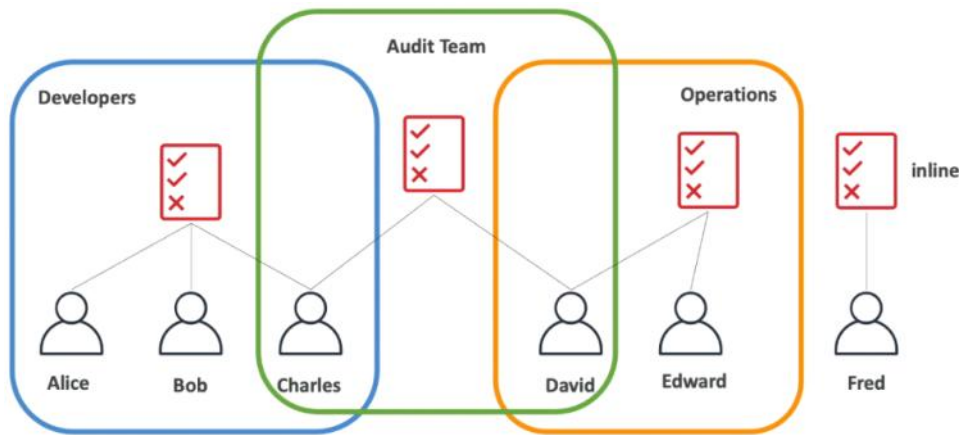 Audit Team
Developers
Operations
inline
Alice
Bob
Charles
David
Edward
Fred